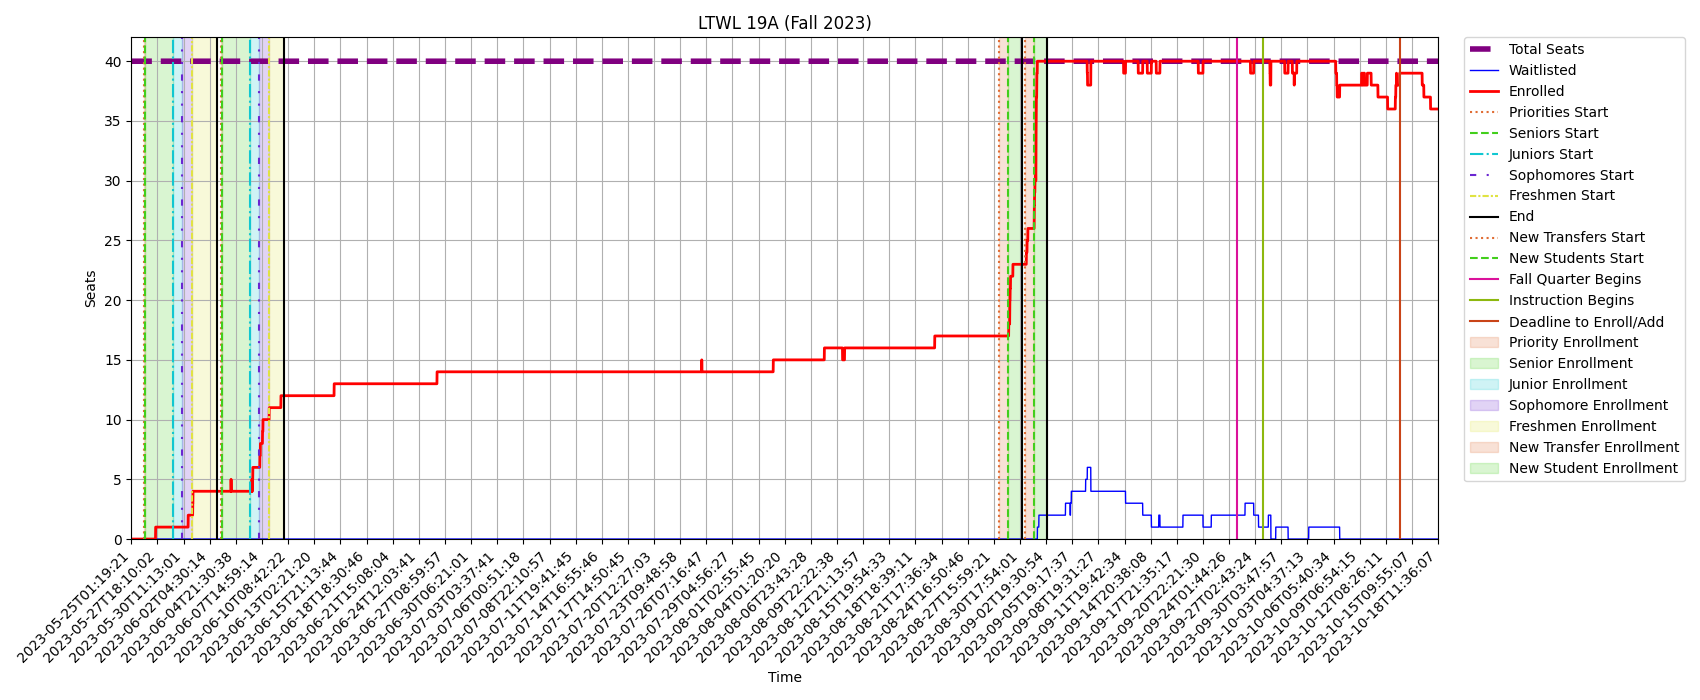 LTWL 19A (Fall 2023)
Seats
40
35
30
25
20
15
10
5
0
2023-05-25T01:19:21
2023-05-27T18:10:02
2023-05-30T11:13:01
2023-06-02T04:30:14
2023-06-04T21:30:38
2023-06-07T14:59:14
2023-06-10T08:42:22
2023-06-13T02:21:20
2023-06-15T21:13:44
2023-06-18T18:30:46
2023-06-21T15:08:04
2023-06-24T12:03:41
2023-06-27T08:59:57
2023-06-30T06:21:01
2023-07-03T03:37:41
2023-07-06T00:51:18
2023-07-08T22:10:57
2023-07-11T19:41:45
2023-07-14T16:55:46
2023-07-17T14:50:45
2023-07-20T12:27:03
2023-07-23T09:48:58
2023-07-26T07:16:47
2023-07-29T04:56:27
2023-08-01T02:55:45
2023-08-04T01:20:20
2023-08-06T23:43:28
2023-08-09T22:22:38
2023-08-12T21:13:57
2023-08-15T19:54:33
2023-08-18T18:39:11
2023-08-21T17:36:34
2023-08-24T16:50:46
2023-08-27T15:59:21
2023-08-30T17:54:01
2023-09-02T19:30:54
2023-09-05T19:17:37
2023-09-08T19:31:27
2023-09-11T19:42:34
2023-09-14T20:38:08
2023-09-17T21:35:17
2023-09-20T22:21:30
2023-09-24T01:44:26
2023-09-27T02:43:24
2023-09-30T03:47:57
2023-10-03T04:37:13
2023-10-06T05:40:34
2023-10-09T06:54:15
2023-10-12T08:26:11
2023-10-15T09:55:07
2023-10-18T11:36:07
Time
Total Seats
Waitlisted
Enrolled
Priorities Start
Seniors Start
Juniors Start
Sophomores Start
Freshmen Start
End
New Transfers Start
New Students Start
Fall Quarter Begins
Instruction Begins
Deadline to Enroll/Add
Priority Enrollment
Senior Enrollment
Junior Enrollment
Sophomore Enrollment
Freshmen Enrollment
New Transfer Enrollment
New Student Enrollment